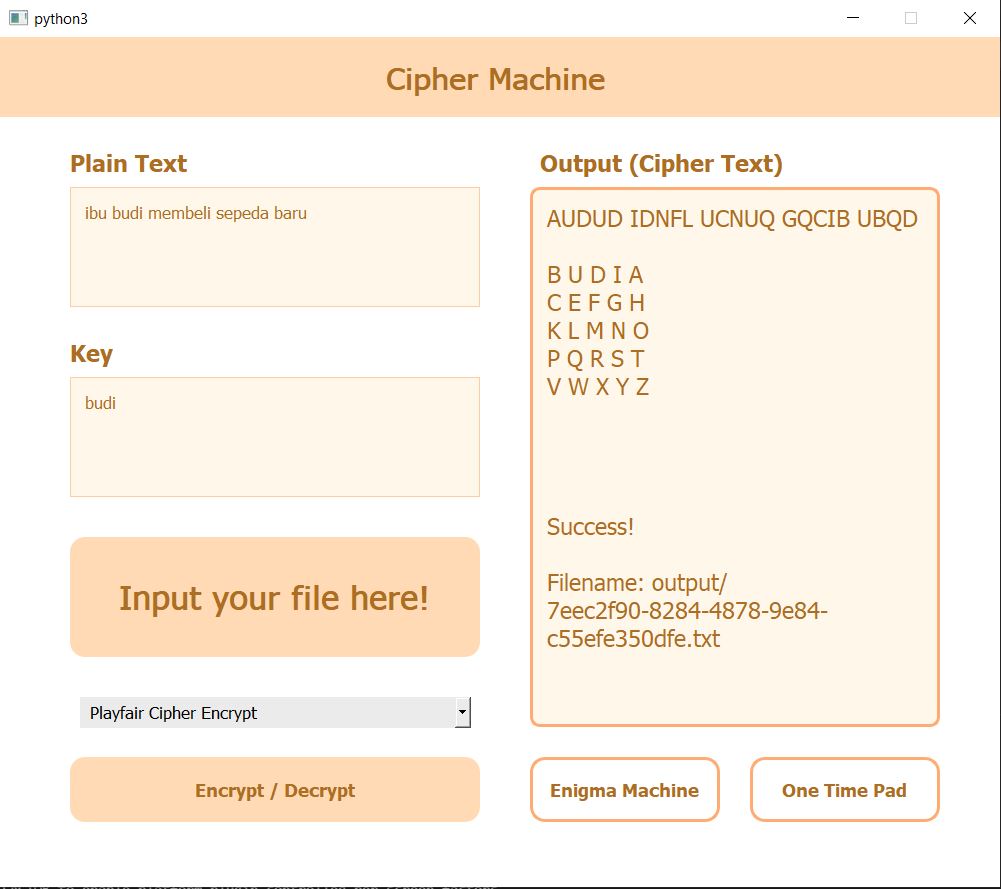 python3
Cipher Machine
Plain Text
ibu budi membeli sepeda baru
Key
budi
Input your file here!
Playfair Cipher Encrypt
Encrypt / Decrypt
Output (Cipher Text)
AUDUD IDNFL UCNUQ GQCIB UBQD
B U D I A
C E F G H
K L M N O
P Q R S T
V W X Y Z
Success!
Filename: output/
7eec2f90-8284-4878-9e84-
c55efe350dfe.txt
Enigma Machine
One Time Pad